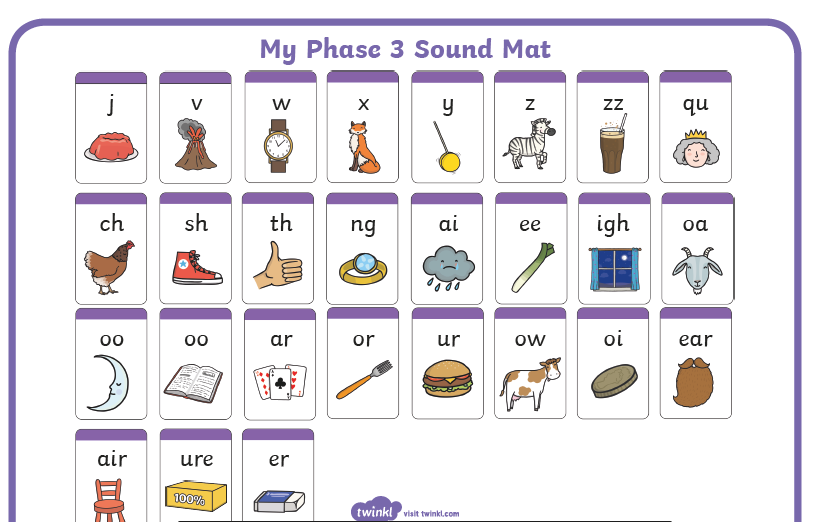 My Phase 3 Sound Mat
j v w x y z zz qu
ch sh th ng ai ee igh oa
oo oo ar or ur ow oi ear
air ure er
100%
twinkl visit twinkl.com